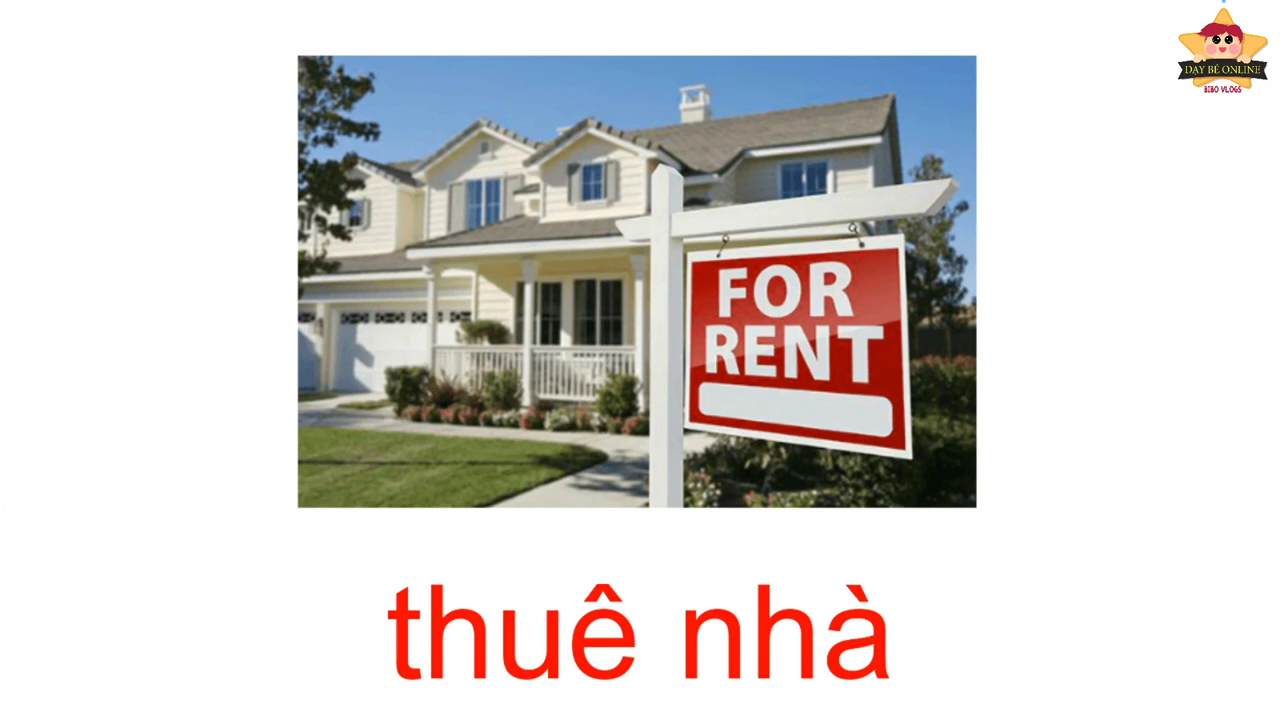 DẠY BÉ ONLINE
BIBO VLOGS
FOR
RENT
thuê nhà